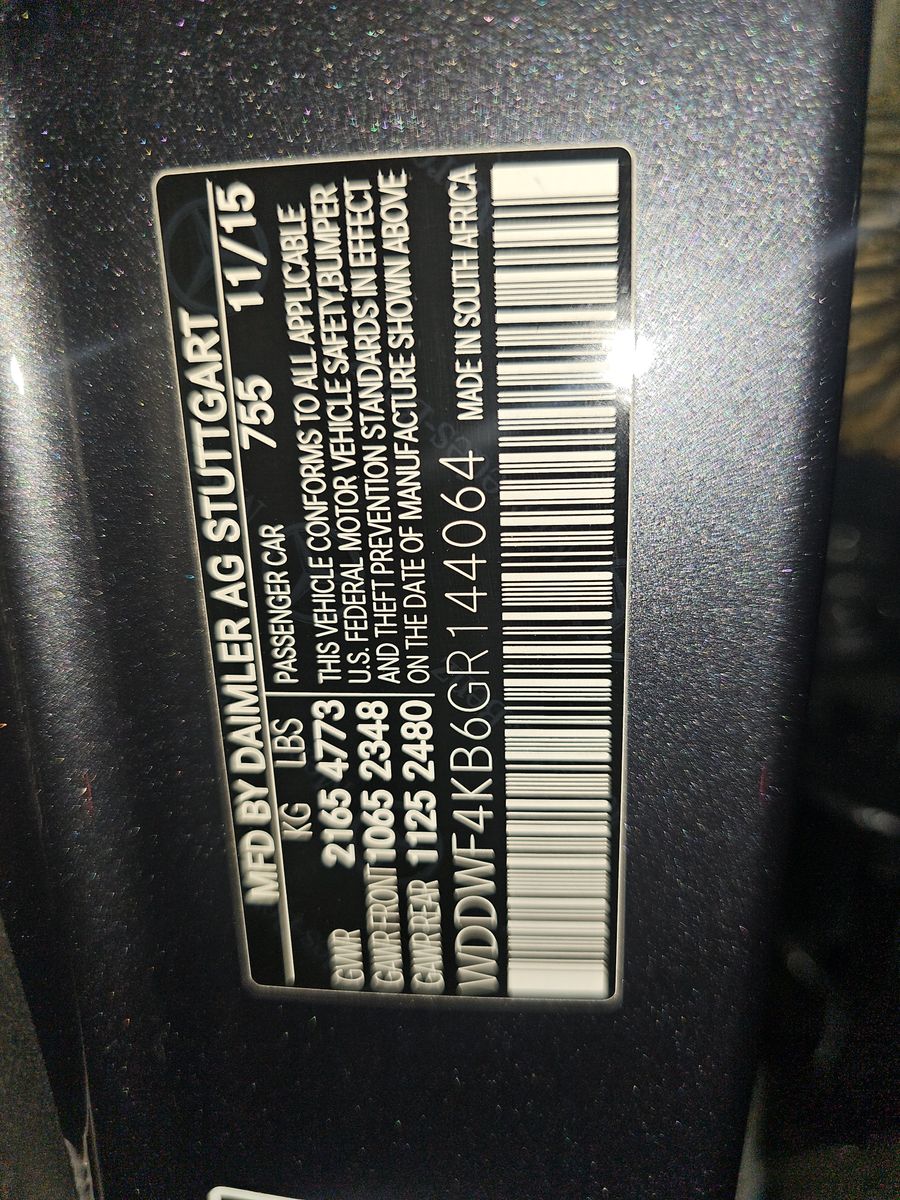 MFD BY DAIMLER AG STUTTGART
KG LBS 755 11/15
GVWR 2165 4773
GAWR FRONT 1065 2348
GAWR REAR 1125 2480
PASSENGER CAR
THIS VEHICLE CONFORMS TO ALL APPLICABLE
U.S. FEDERAL MOTOR VEHICLE SAFETY,BUMPER
AND THEFT PREVENTION STANDARDS IN EFFECT
ON THE DATE OF MANUFACTURE SHOWN ABOVE
WDDWF4KB6GR144064 MADE IN SOUTH AFRICA